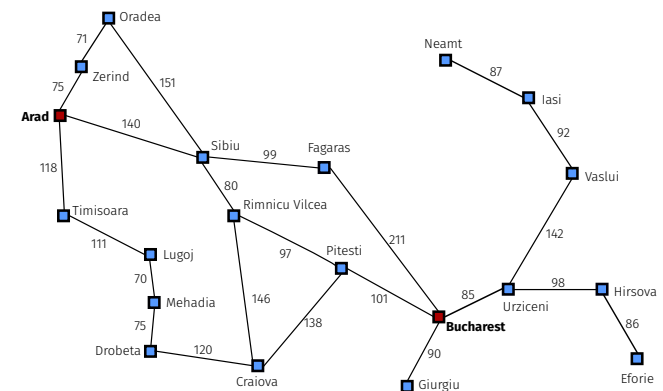 Oradea
71
Neamt
Zerind
87
151
75
Iasi
Arad
140
92
Sibiu
Fagaras
99
118
Vaslui
80
Rimnicu Vilcea
Timisoara
142
111
211
97
Pitesti
Lugoj
70
98
Hirsova
146
85
101
Mehadia
Urziceni
138
86
75
Bucharest
Drobeta
120
90
Eforie
Craiova
Giurgiu